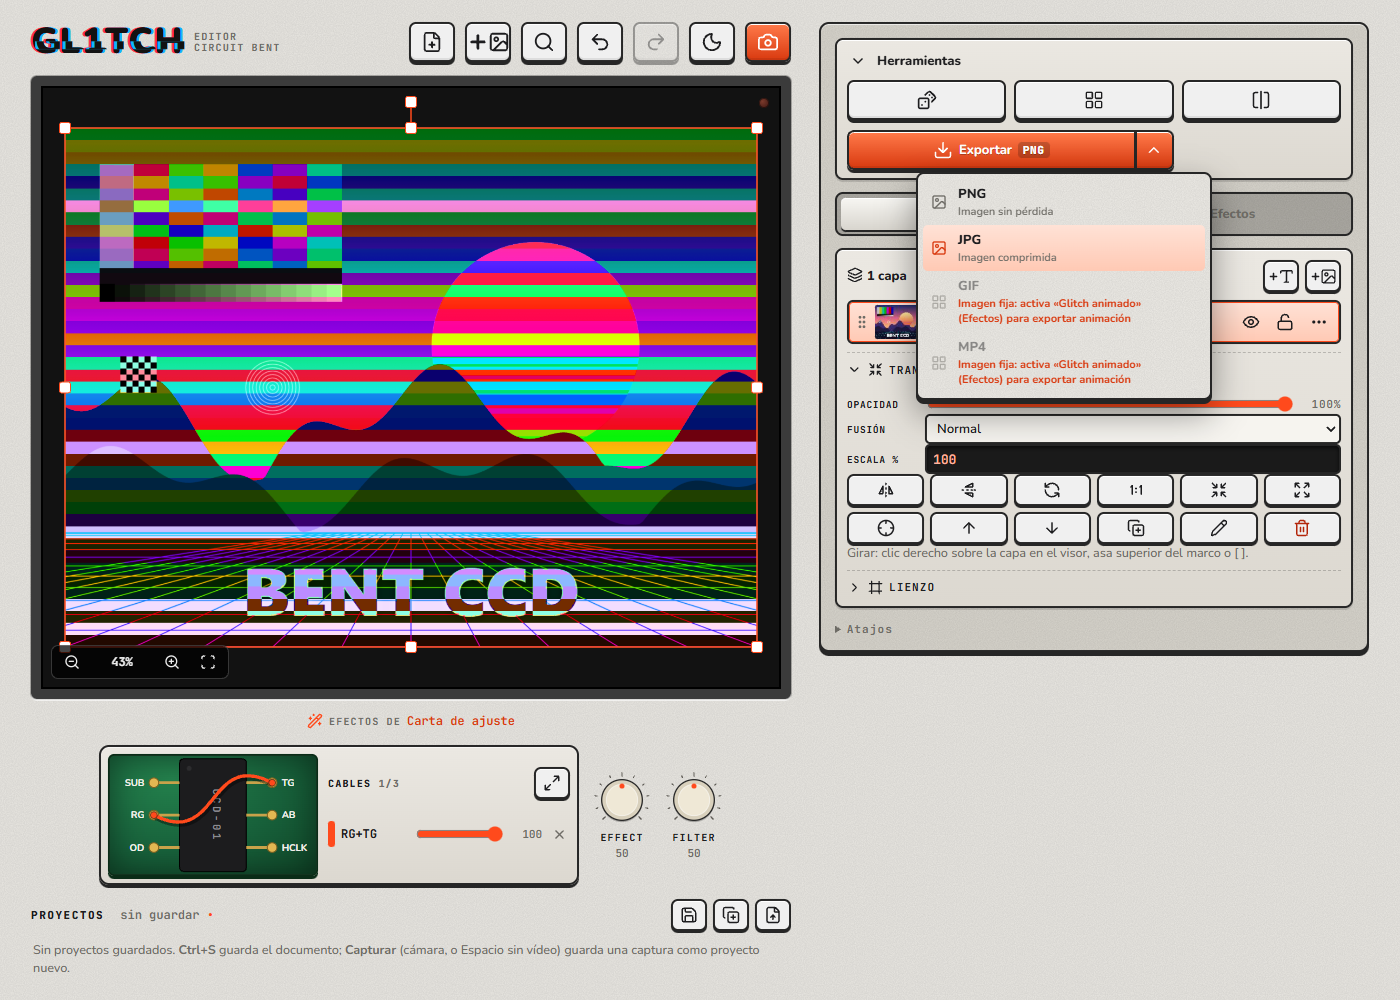 GL1TCH
EDITOR
CIRCUIT BENT
BENT CCD
43%
EFECTOS DE Carta de ajuste
SUB
RG
OD
CCD-01
TG
AB
HCLK
CABLES 1/3
RG+TG
100
EFFECT
50
FILTER
50
PROYECTOS
sin guardar •
Sin proyectos guardados. Ctrl+S guarda el documento; Capturar (cámara, o Espacio sin vídeo) guarda una captura como proyecto
nuevo.
Herramientas
Exportar PNG
PNG
Imagen sin pérdida
JPG
Imagen comprimida
GIF
Imagen fija: activa «Glitch animado»
(Efectos) para exportar animación
MP4
Imagen fija: activa «Glitch animado»
(Efectos) para exportar animación
Efectos
1 capa
+T
BENT CCD
TRAN
OPACIDAD
100%
FUSIÓN
Normal
ESCALA %
100
1:1
Girar: clic derecho sobre la capa en el visor, asa superior del marco o [ ].
LIENZO
Atajos